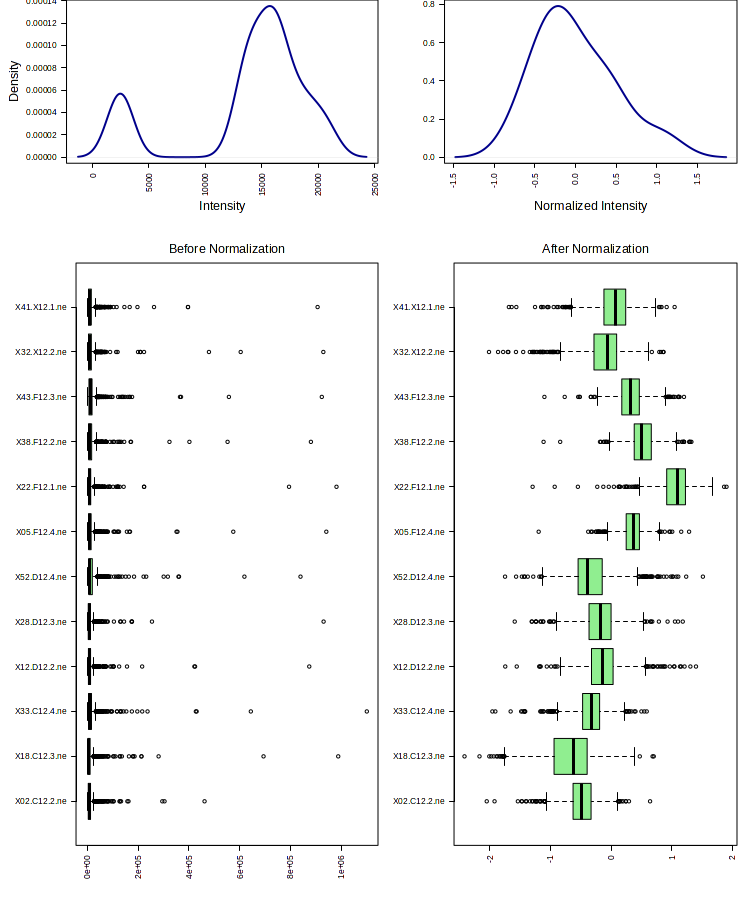 0.00014
0.00012
0.00010
0.00008
0.00006
0.00004
0.00002
0.00000
Density
0
5000
10000
15000
20000
25000
Intensity
0.8
0.6
0.4
0.2
0.0
-1.5
-1.0
-0.5
0.0
0.5
1.0
1.5
Normalized Intensity
Before Normalization
X41.X12.1.ne
X32.X12.2.ne
X43.F12.3.ne
X38.F12.2.ne
X22.F12.1.ne
X05.F12.4.ne
X52.D12.4.ne
X28.D12.3.ne
X12.D12.2.ne
X33.C12.4.ne
X18.C12.3.ne
X02.C12.2.ne
0e+00
2e+05
4e+05
6e+05
8e+05
1e+06
After Normalization
X41.X12.1.ne
X32.X12.2.ne
X43.F12.3.ne
X38.F12.2.ne
X22.F12.1.ne
X05.F12.4.ne
X52.D12.4.ne
X28.D12.3.ne
X12.D12.2.ne
X33.C12.4.ne
X18.C12.3.ne
X02.C12.2.ne
-2
-1
0
1
2